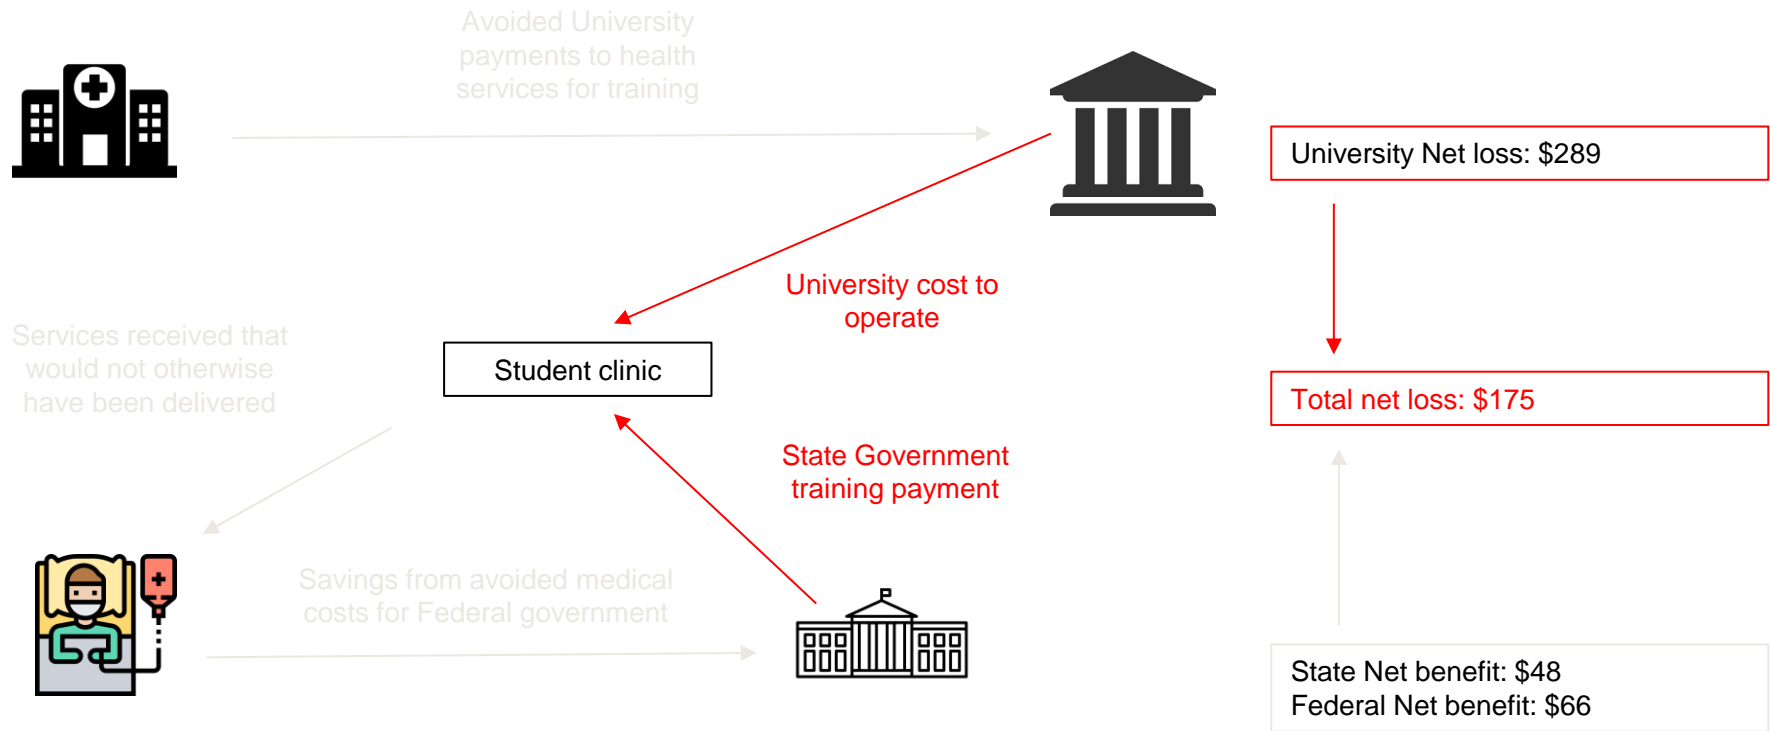 Avoided University
payments to health
services for training
University Net loss: $289
University cost to
operate
Services received that
would not otherwise
have been delivered
Student clinic
Total net loss: $175
State Government
training payment
Savings from avoided medical
costs for Federal government
State Net benefit: $48
Federal Net benefit: $66